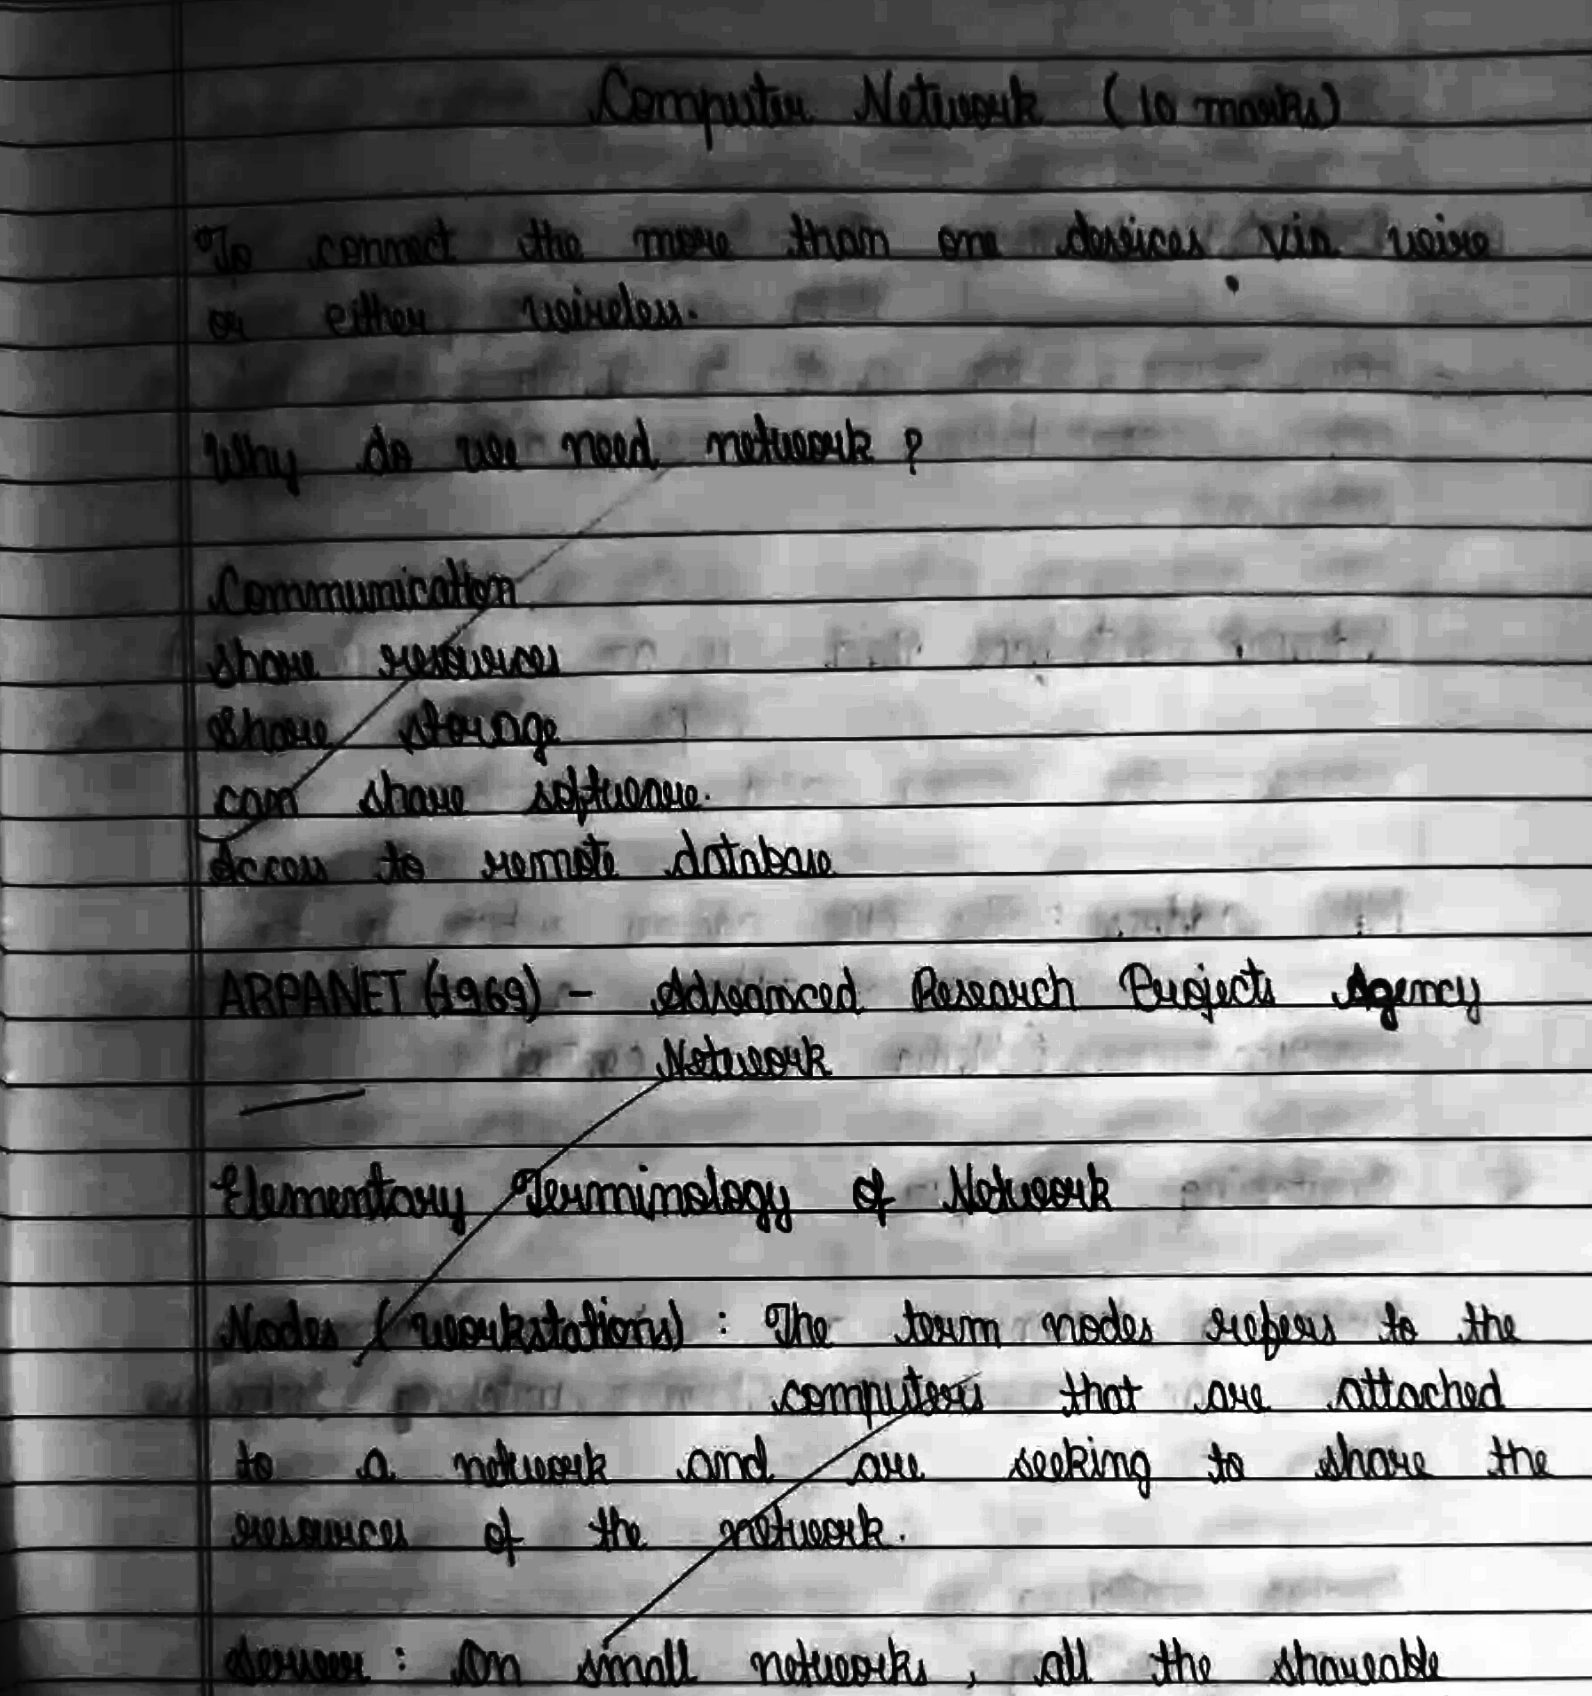 Computer Network (10 marks)
To connect the more than one devices via wire
or either wireless.
Why do we need network?
Communication
share resources
Share storage
can share software.
Access to remote database
ARPANET (1969) - Advanced Research Projects Agency
Network
Elementary Terminology of Network
Nodes (workstations) : The term nodes refers to the
computers that are attached
to a network and are seeking to share the
resources of the network.
Server : On small networks, all the shareable